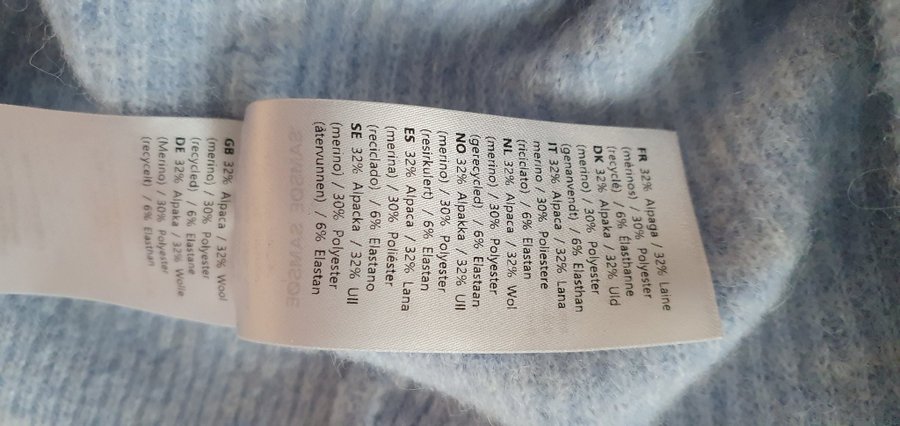 GB 32% Alpaca / 32% Wool
(merino) / 30% Polyester
(recycled) / 6% Elastane
DE 32% Alpaka / 32% Wolle
(Merino) / 30% Polyester
(recycelt) / 6% Elasthan
FR 32% Alpaga / 32% Laine
(mérinos) / 30% Polyester
(recyclé) / 6% Élasthanne
DK 32% Alpaka / 32% Uld
(merino) / 30% Polyester
(genanvendt) / 6% Elasthan
IT 32% Alpaca / 32% Lana
merino / 30% Poliestere
(riciclato) / 6% Elastan
NL 32% Alpaca / 32% Wol
(merino) / 30% Polyester
(gerecycled) / 6% Elastaan
NO 32% Alpakka / 32% Ull
(merino) / 30% Polyester
(resirkulert) / 6% Elastan
ES 32% Alpaca / 32% Lana
(merina) / 30% Poliéster
(reciclado) / 6% Elastano
SE 32% Alpacka / 32% Ull
(merino) / 30% Polyester
(återvunnen) / 6% Elastan